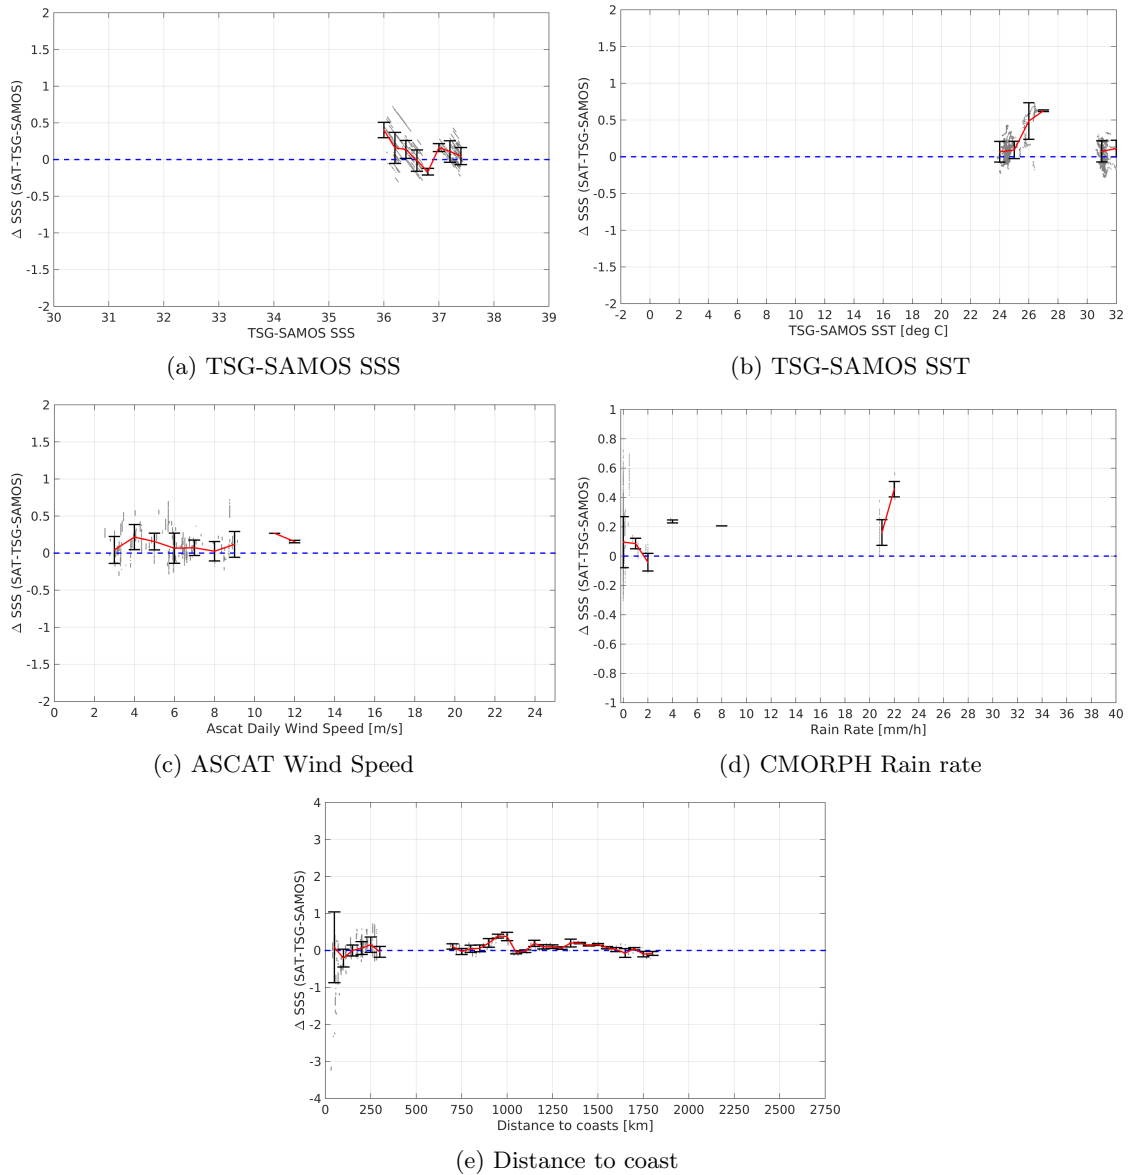 2
1.5
1
0.5
0
-0.5
-1
-1.5
-2
Δ SSS (SAT-TSG-SAMOS)
30 31 32 33 34 35 36 37 38 39
TSG-SAMOS SSS
(a) TSG-SAMOS SSS
2
1.5
1
0.5
0
-0.5
-1
-1.5
-2
Δ SSS (SAT-TSG-SAMOS)
-2 0 2 4 6 8 10 12 14 16 18 20 22 24 26 28 30 32
TSG-SAMOS SST [deg C]
(b) TSG-SAMOS SST
2
1.5
1
0.5
0
-0.5
-1
-1.5
-2
Δ SSS (SAT-TSG-SAMOS)
0 2 4 6 8 10 12 14 16 18 20 22 24
Ascat Daily Wind Speed [m/s]
(c) ASCAT Wind Speed
1
0.8
0.6
0.4
0.2
0
-0.2
-0.4
-0.6
-0.8
-1
Δ SSS (SAT-TSG-SAMOS)
0 2 4 6 8 10 12 14 16 18 20 22 24 26 28 30 32 34 36 38 40
Rain Rate [mm/h]
(d) CMORPH Rain rate
4
3
2
1
0
-1
-2
-3
-4
Δ SSS (SAT-TSG-SAMOS)
0 250 500 750 1000 1250 1500 1750 2000 2250 2500 2750
Distance to coasts [km]
(e) Distance to coast